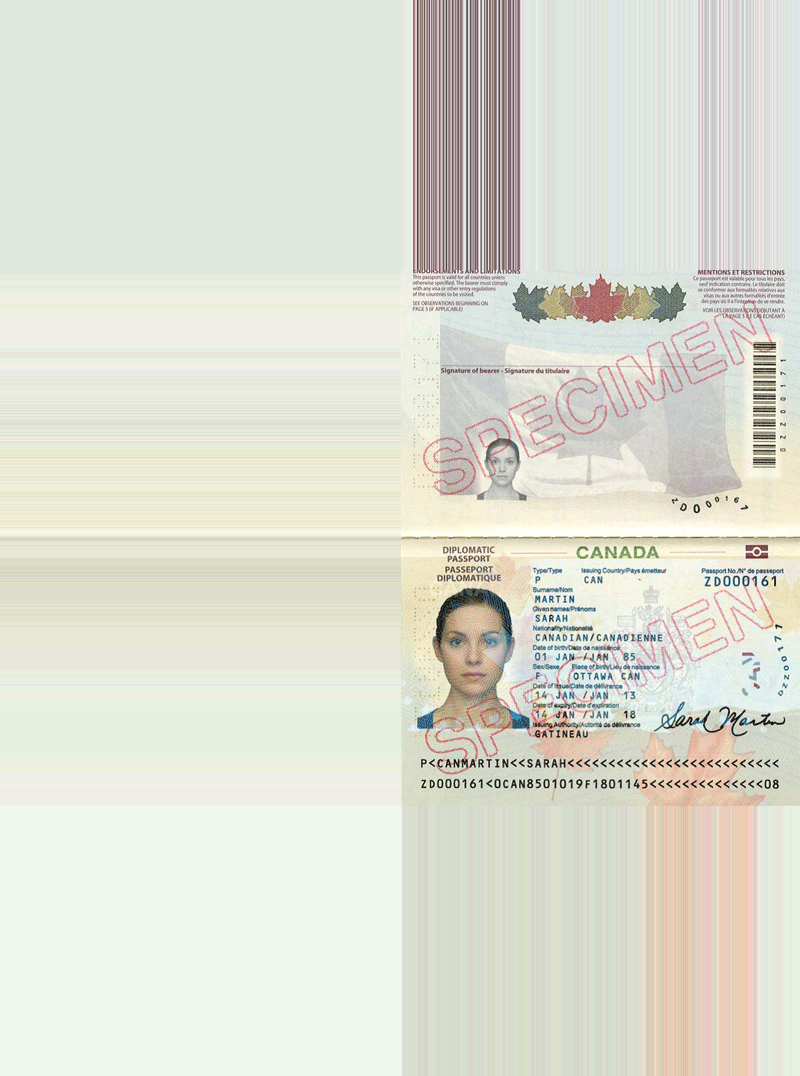 ENDORSEMENTS AND LIMITATIONS
This passport is valid for all countries unless
otherwise specified. The bearer must comply
with any visa or other entry regulations
of the countries to be visited.
SEE OBSERVATIONS BEGINNING ON
PAGE 5 (IF APPLICABLE)
MENTIONS ET RESTRICTIONS
Ce passeport est valable pour tous les pays,
sauf indication contraire. Le titulaire doit
se conformer aux formalités relatives aux
visas ou aux autres formalités d'entrée
des pays où il a l'intention de se rendre.
VOIR LES OBSERVATIONS DÉBUTANT À
LA PAGE 5 (LE CAS ÉCHÉANT)
Signature of bearer - Signature du titulaire
SPECIMEN
ZD000167
DIPLOMATIC
PASSPORT
PASSEPORT
DIPLOMATIQUE
CANADA
Type/Type Issuing Country/Pays émetteur Passport No./N° de passeport
P CAN ZD000161
Surname/Nom
MARTIN
Given names/Prénoms
SARAH
Nationality/Nationalité
CANADIAN/CANADIENNE
Date of birth/Date de naissance
01 JAN /JAN 85
Sex/Sexe Place of birth/Lieu de naissance
F OTTAWA CAN
Date of issue/Date de délivrance
14 JAN /JAN 13
Date of expiry/Date d'expiration
14 JAN /JAN 18
Issuing Authority/Autorité de délivrance
GATINEAU
Sarah Martin
SPECIMEN
P<CANMARTIN<<SARAH<<<<<<<<<<<<<<<<<<<<<<<<<<
ZD000161<0CAN8501019F1801145<<<<<<<<<<<<<<08